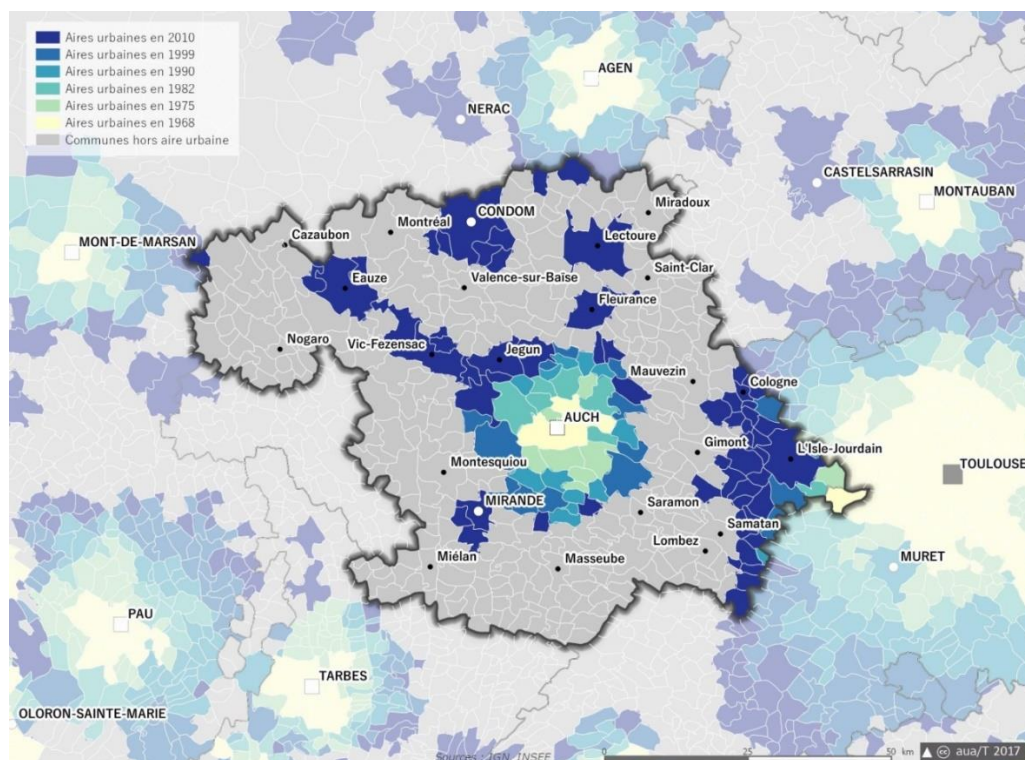 Aires urbaines en 2010
Aires urbaines en 1999
Aires urbaines en 1990
Aires urbaines en 1982
Aires urbaines en 1975
Aires urbaines en 1968
Communes hors aire urbaine
AGEN
NERAC
CASTELSARRASIN
MONTAUBAN
Miradoux
CONDOM
Montréal
Cazaubon
MONT-DE-MARSAN
Lectoure
Saint-Clar
Eauze
Valence-sur-Baïse
Fleurance
Nogaro
Vic-Fezensac
Jegun
Mauvezin
Cologne
AUCH
Gimont
L'Isle-Jourdain
TOULOUSE
Montesquiou
MIRANDE
Saramon
Samatan
Lombez
Miélan
Masseube
MURET
PAU
TARBES
OLORON-SAINTE-MARIE
Sources : IGN, INSEE
0 25 50 km
cc aua/T 2017